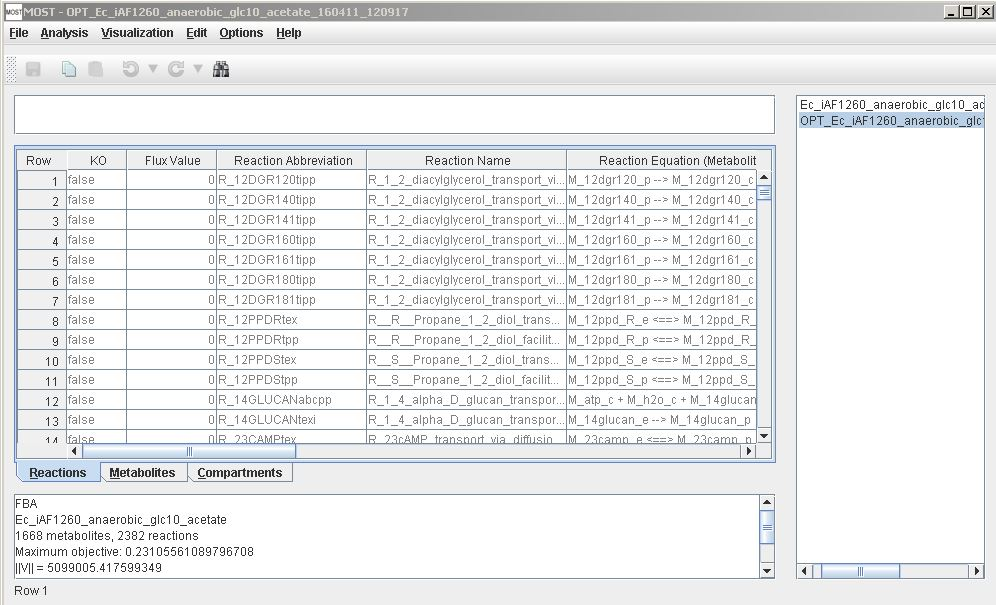 MOST MOST - OPT_Ec_iAF1260_anaerobic_glc10_acetate_160411_120917
File Analysis Visualization Edit Options Help
Ec_iAF1260_anaerobic_glc10_ac
OPT_Ec_iAF1260_anaerobic_glc
Row KO Flux Value Reaction Abbreviation Reaction Name Reaction Equation (Metabolit
1 false 0 R_12DGR120tipp R_1_2_diacylglycerol_transport_vi... M_12dgr120_p --> M_12dgr120_c
2 false 0 R_12DGR140tipp R_1_2_diacylglycerol_transport_vi... M_12dgr140_p --> M_12dgr140_c
3 false 0 R_12DGR141tipp R_1_2_diacylglycerol_transport_vi... M_12dgr141_p --> M_12dgr141_c
4 false 0 R_12DGR160tipp R_1_2_diacylglycerol_transport_vi... M_12dgr160_p --> M_12dgr160_c
5 false 0 R_12DGR161tipp R_1_2_diacylglycerol_transport_vi... M_12dgr161_p --> M_12dgr161_c
6 false 0 R_12DGR180tipp R_1_2_diacylglycerol_transport_vi... M_12dgr180_p --> M_12dgr180_c
7 false 0 R_12DGR181tipp R_1_2_diacylglycerol_transport_vi... M_12dgr181_p --> M_12dgr181_c
8 false 0 R_12PPDRtex R__R__Propane_1_2_diol_trans... M_12ppd_R_e <==> M_12ppd_R_
9 false 0 R_12PPDRtpp R__R__Propane_1_2_diol_facilit... M_12ppd_R_p <==> M_12ppd_R_
10 false 0 R_12PPDStex R__S__Propane_1_2_diol_trans... M_12ppd_S_e <==> M_12ppd_S_
11 false 0 R_12PPDStpp R__S__Propane_1_2_diol_facilit... M_12ppd_S_p <==> M_12ppd_S_
12 false 0 R_14GLUCANabcpp R_1_4_alpha_D_glucan_transpor... M_atp_c + M_h2o_c + M_14glucan
13 false 0 R_14GLUCANtexi R_1_4_alpha_D_glucan_transpor... M_14glucan_e --> M_14glucan_p
14 false 0 R_23CAMPtex R_23cAMP_transport_via_diffusio... M_23camp_e <==> M_23camp_p
Reactions Metabolites Compartments
FBA
Ec_iAF1260_anaerobic_glc10_acetate
1668 metabolites, 2382 reactions
Maximum objective: 0.23105561089796708
||V|| = 5099005.417599349
Row 1